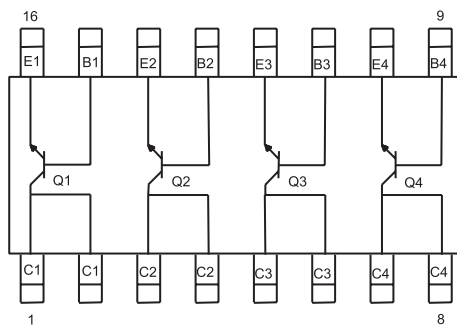 16 9
E1 B1 E2 B2 E3 B3 E4 B4
Q1 Q2 Q3 Q4
C1 C1 C2 C2 C3 C3 C4 C4
1 8